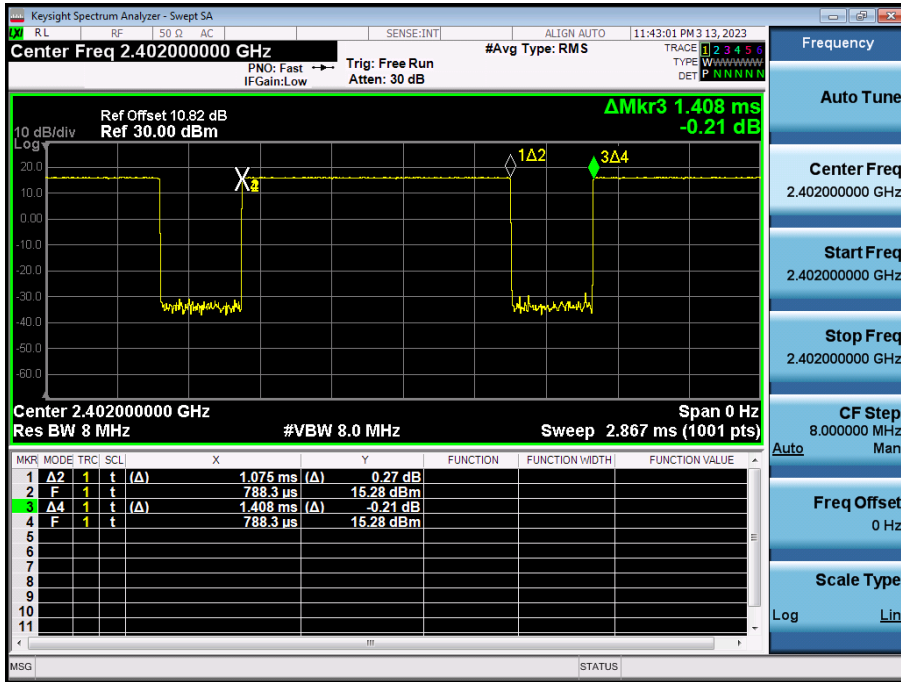 Keysight Spectrum Analyzer - Swept SA
LXI RL RF 50 Ω AC SENSE:INT ALIGN AUTO 11:43:01 PM 3 13, 2023
Center Freq 2.402000000 GHz #Avg Type: RMS TRACE 1 2 3 4 5 6
PNO: Fast Trig: Free Run TYPE WWWWWW
IFGain:Low Atten: 30 dB DET P N N N N N
Frequency
Auto Tune
Center Freq
2.402000000 GHz
Start Freq
2.402000000 GHz
Stop Freq
2.402000000 GHz
CF Step
8.000000 MHz
Auto Man
Freq Offset
0 Hz
Scale Type
Log Lin
ΔMkr3 1.408 ms
-0.21 dB
Ref Offset 10.82 dB
10 dB/div Ref 30.00 dBm
Log
1Δ2
3Δ4
20.0
10.0
0.00
-10.0
-20.0
-30.0
-40.0
-50.0
-60.0
Center 2.402000000 GHz Span 0 Hz
Res BW 8 MHz #VBW 8.0 MHz Sweep 2.867 ms (1001 pts)
MKR MODE TRC SCL X Y FUNCTION FUNCTION WIDTH FUNCTION VALUE
1 Δ2 1 t (Δ) 1.075 ms (Δ) 0.27 dB
2 F 1 t 788.3 µs 15.28 dBm
3 Δ4 1 t (Δ) 1.408 ms (Δ) -0.21 dB
4 F 1 t 788.3 µs 15.28 dBm
5
6
7
8
9
10
11
MSG STATUS